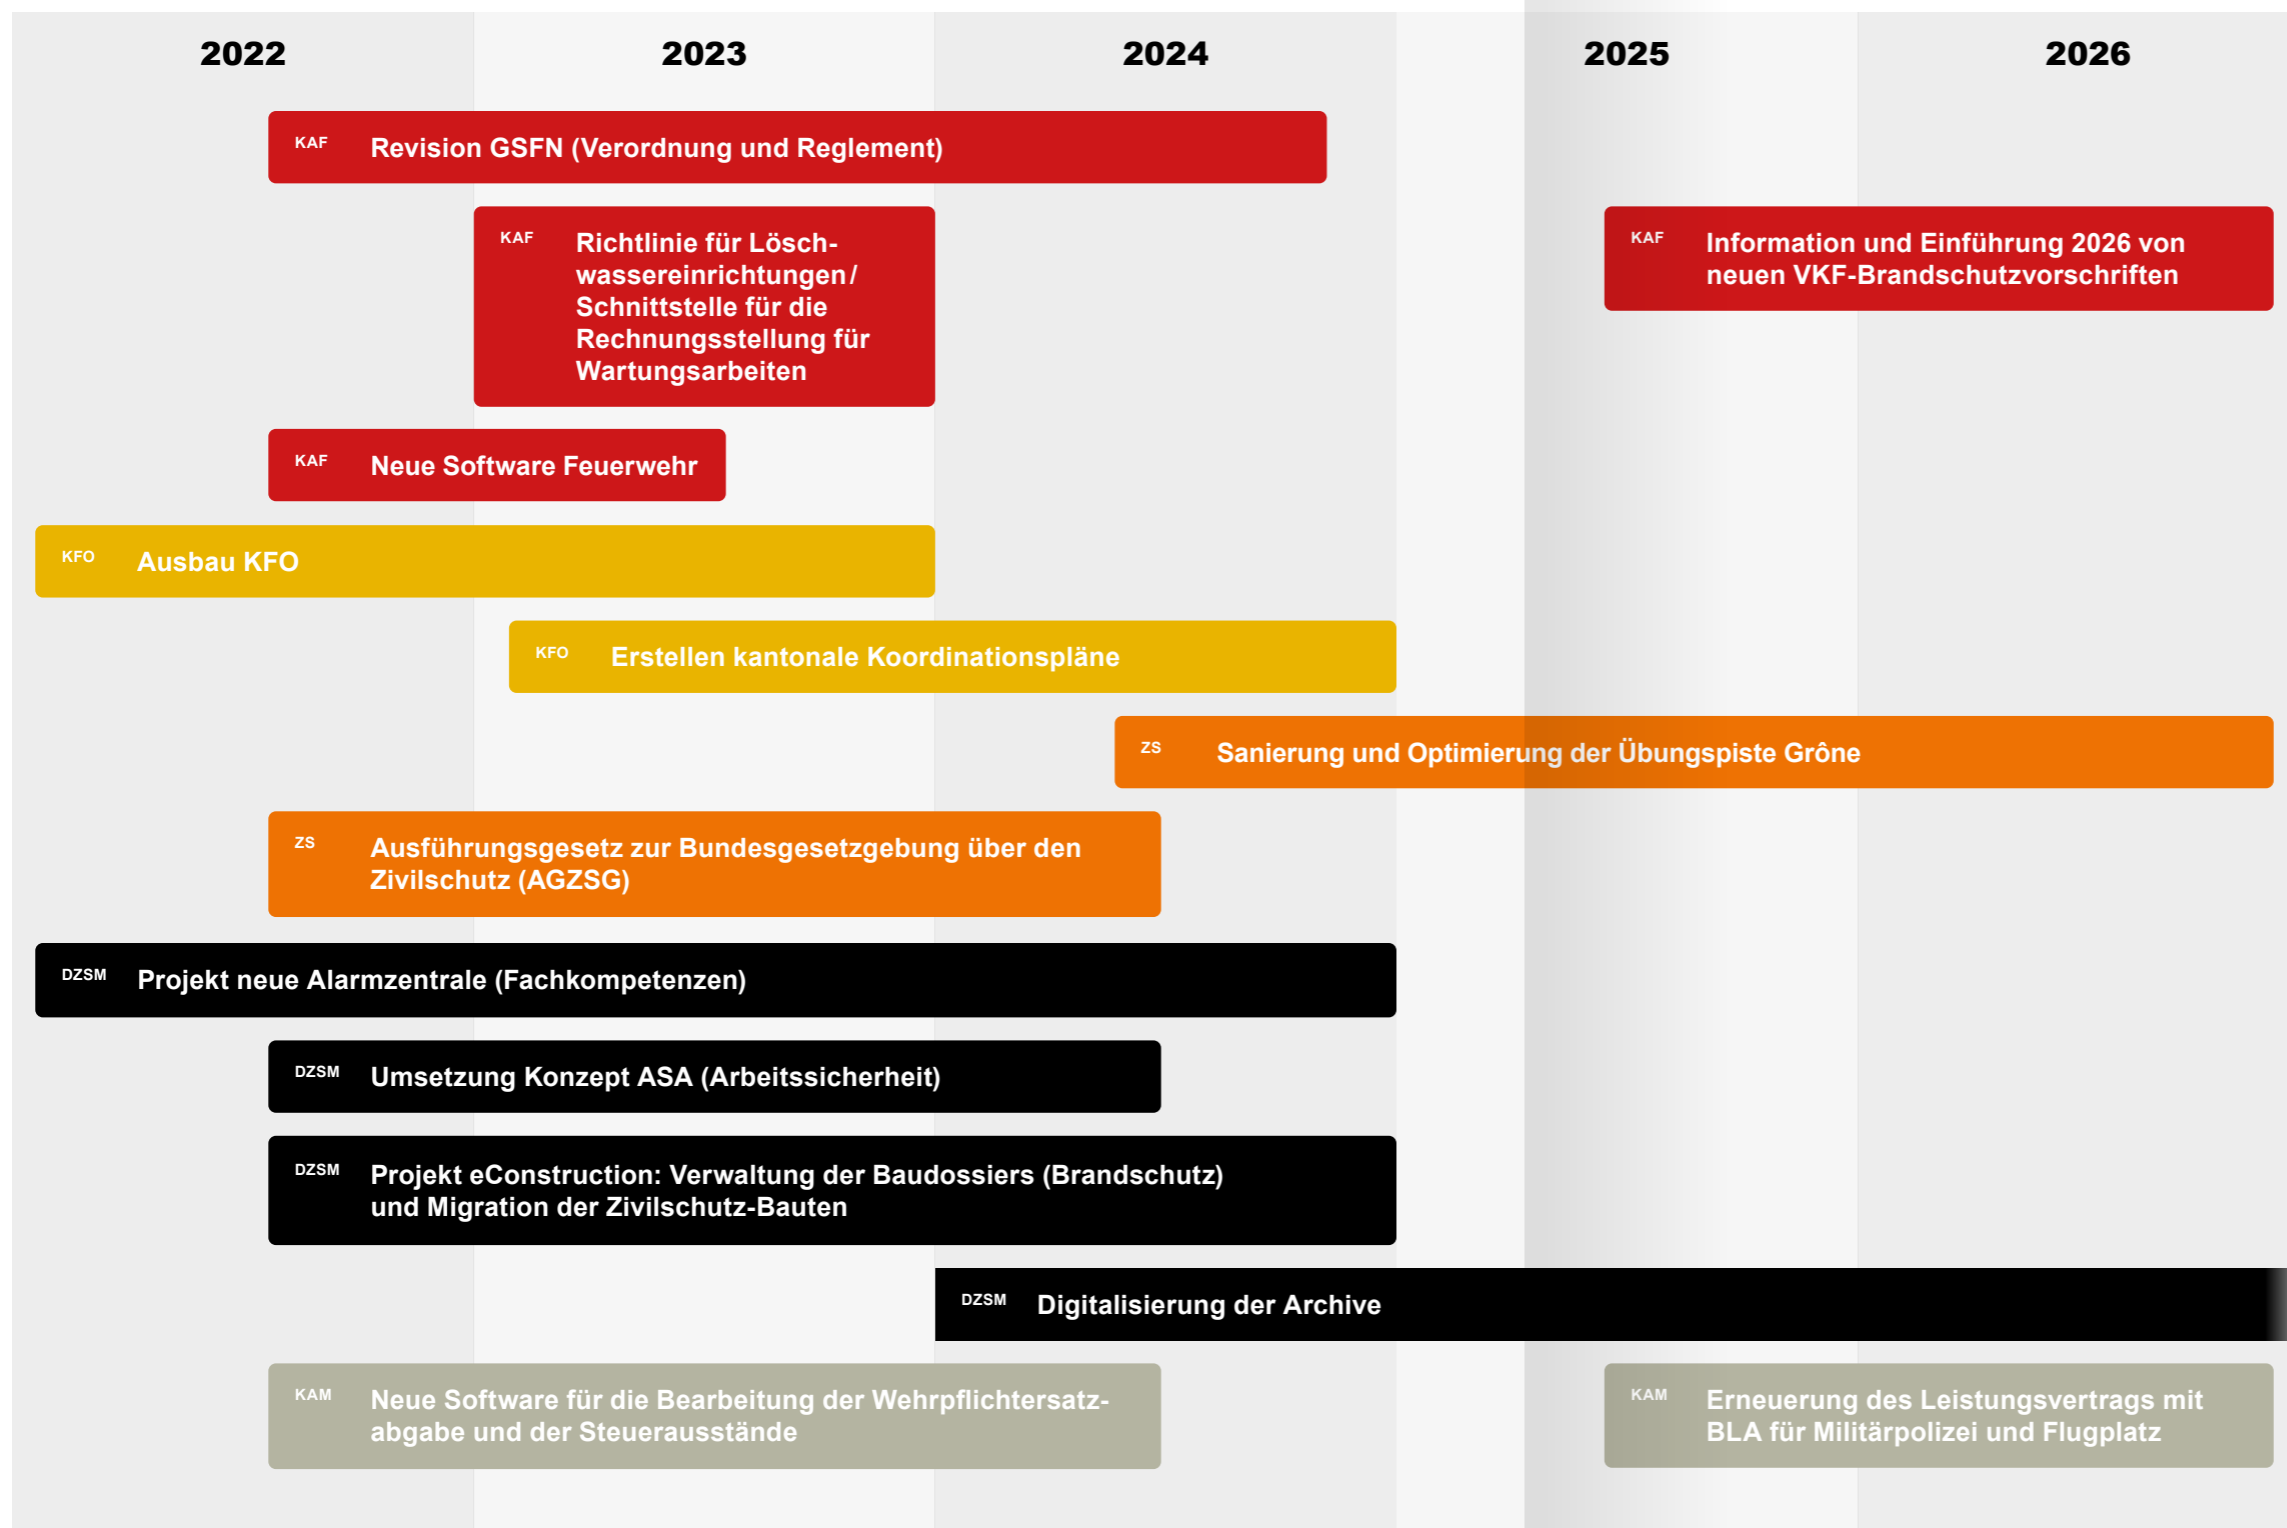 2022 2023 2024 2025 2026
KAF Revision GSFN (Verordnung und Reglement)
KAF Richtlinie für Lösch-
wassereinrichtungen/
Schnittstelle für die
Rechnungsstellung für
Wartungsarbeiten
KAF Information und Einführung 2026 von
neuen VKF-Brandschutzvorschriften
KAF Neue Software Feuerwehr
KFO Ausbau KFO
KFO Erstellen kantonale Koordinationspläne
ZS Sanierung und Optimierung der Übungspiste Grône
ZS Ausführungsgesetz zur Bundesgesetzgebung über den
Zivilschutz (AGZSG)
DZSM Projekt neue Alarmzentrale (Fachkompetenzen)
DZSM Umsetzung Konzept ASA (Arbeitssicherheit)
DZSM Projekt eConstruction: Verwaltung der Baudossiers (Brandschutz)
und Migration der Zivilschutz-Bauten
DZSM Digitalisierung der Archive
KAM Neue Software für die Bearbeitung der Wehrpflichtersatz-
abgabe und der Steuerausstände
KAM Erneuerung des Leistungsvertrags mit
BLA für Militärpolizei und Flugplatz